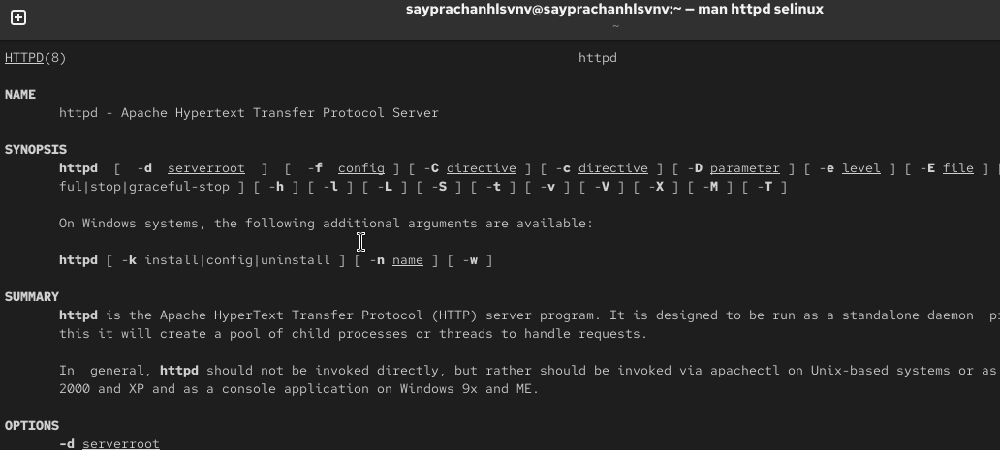 sayprachanhlsvnv@sayprachanhlsvnv:~ — man httpd selinux
~
HTTPD(8) httpd
NAME
httpd - Apache Hypertext Transfer Protocol Server
SYNOPSIS
httpd [ -d serverroot ] [ -f config ] [ -C directive ] [ -c directive ] [ -D parameter ] [ -e level ] [ -E file ] [
ful|stop|graceful-stop ] [ -h ] [ -l ] [ -L ] [ -S ] [ -t ] [ -v ] [ -V ] [ -X ] [ -M ] [ -T ]
On Windows systems, the following additional arguments are available:
httpd [ -k install|config|uninstall ] [ -n name ] [ -w ]
SUMMARY
httpd is the Apache HyperText Transfer Protocol (HTTP) server program. It is designed to be run as a standalone daemon
this it will create a pool of child processes or threads to handle requests.
In general, httpd should not be invoked directly, but rather should be invoked via apachectl on Unix-based systems or as
2000 and XP and as a console application on Windows 9x and ME.
OPTIONS
-d serverroot